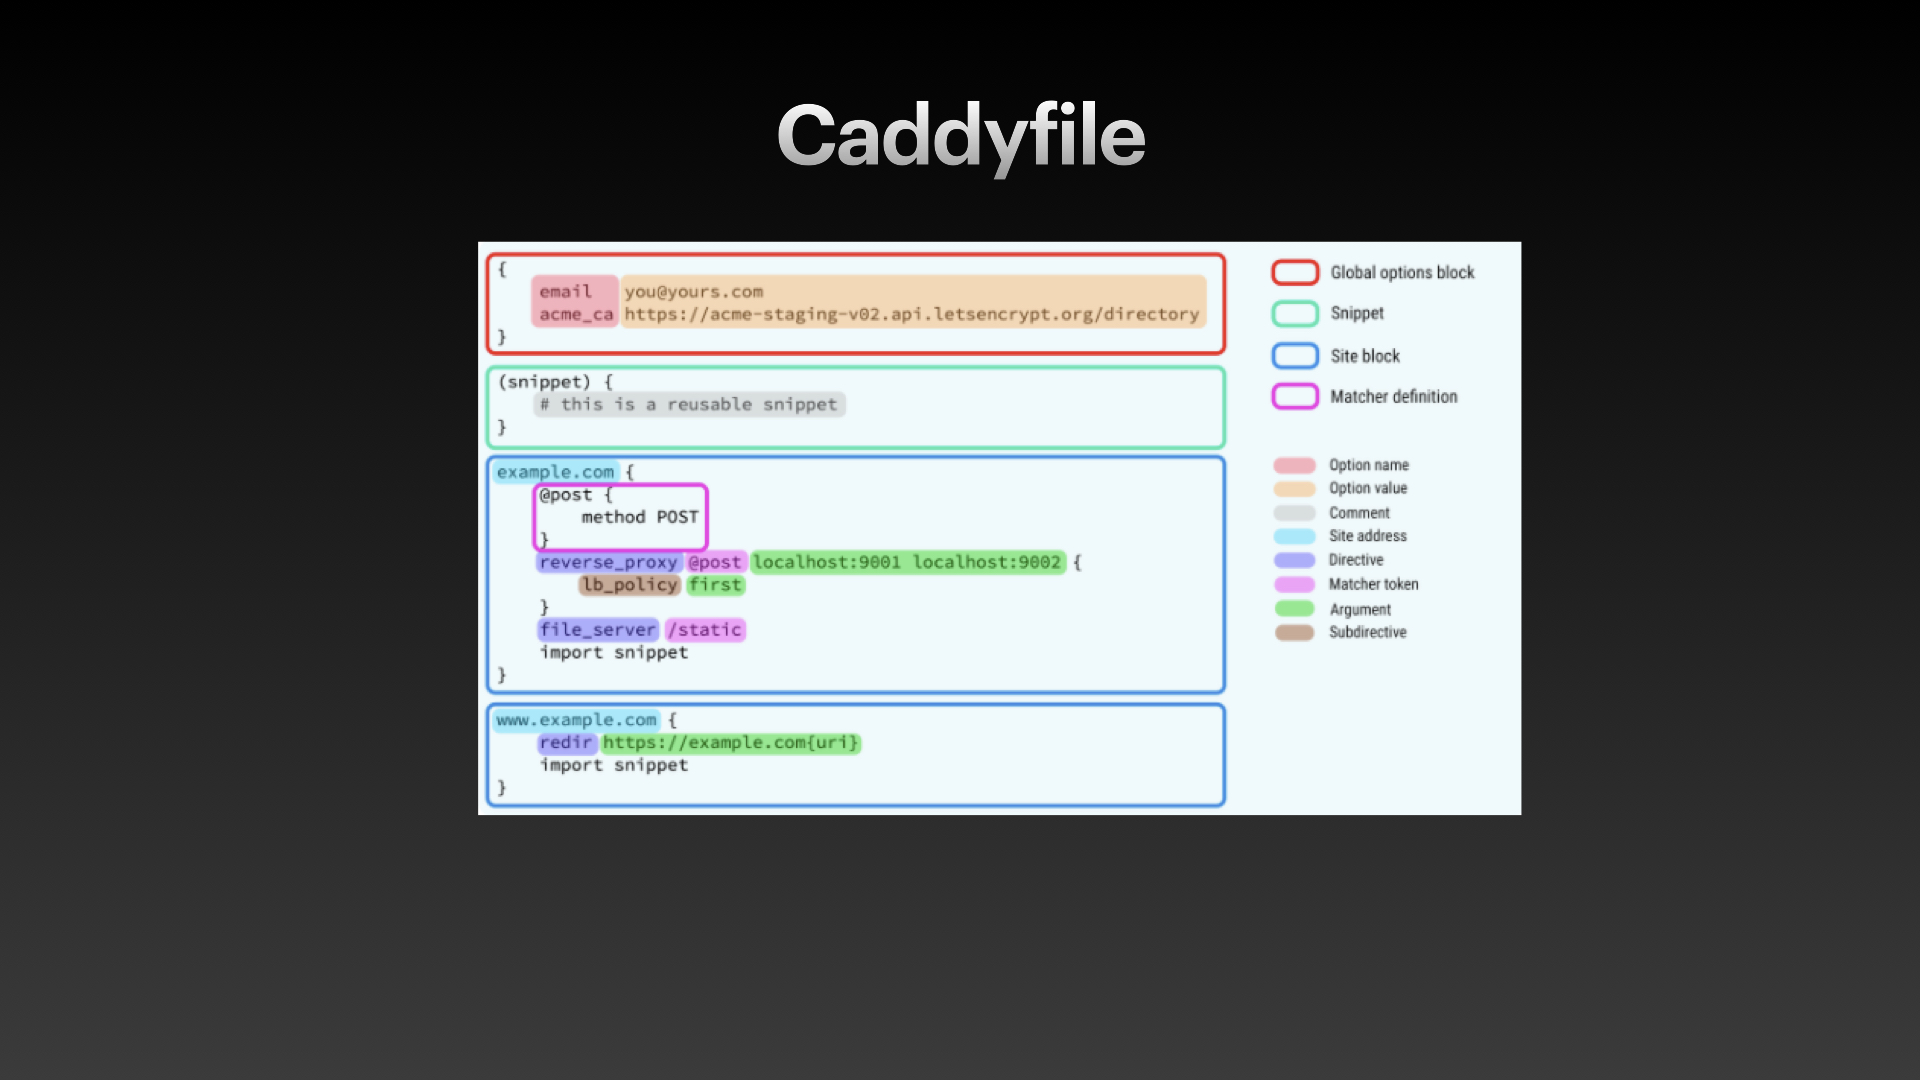 Caddyfile
{
email you@yours.com
acme_ca https://acme-staging-v02.api.letsencrypt.org/directory
}
(snippet) {
# this is a reusable snippet
}
example.com {
@post {
method POST
}
reverse_proxy @post localhost:9001 localhost:9002 {
lb_policy first
}
file_server /static
import snippet
}
www.example.com {
redir https://example.com{uri}
import snippet
}
Global options block
Snippet
Site block
Matcher definition
Option name
Option value
Comment
Site address
Directive
Matcher token
Argument
Subdirective